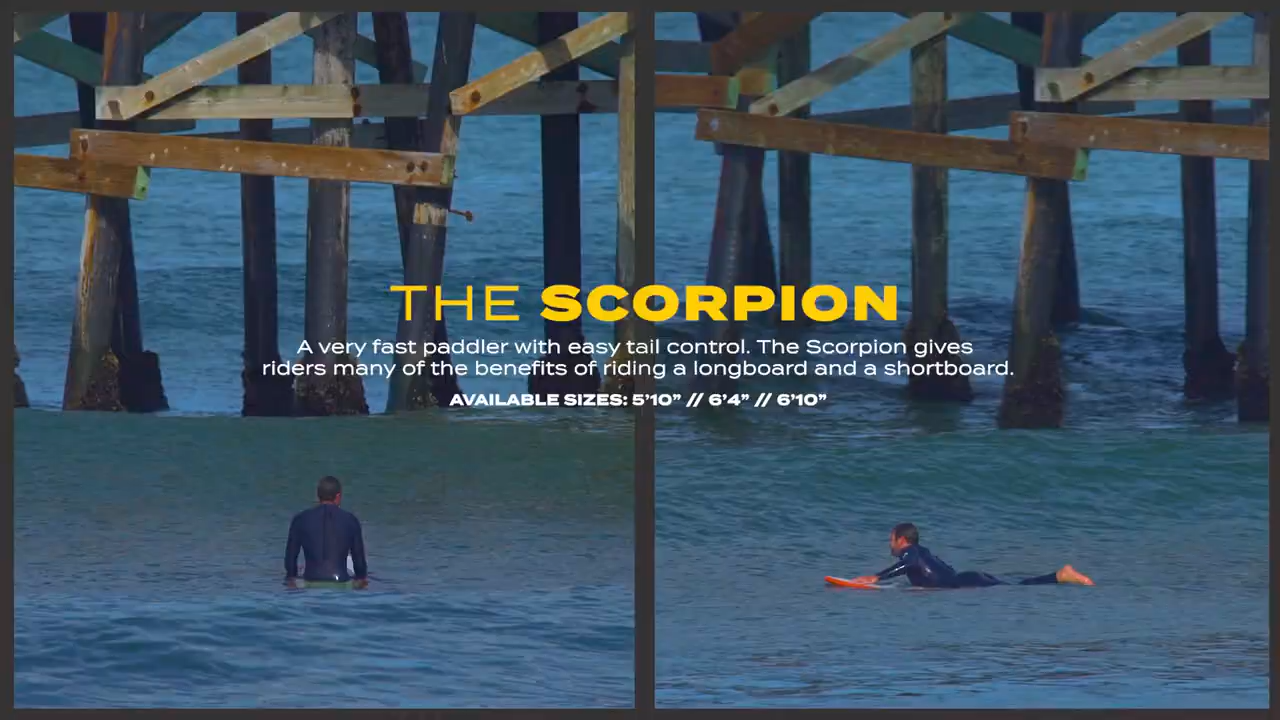 THE SCORPION
A very fast paddler with easy tail control. The Scorpion gives
riders many of the benefits of riding a longboard and a shortboard.
AVAILABLE SIZES: 5'10” // 6'4” // 6'10”